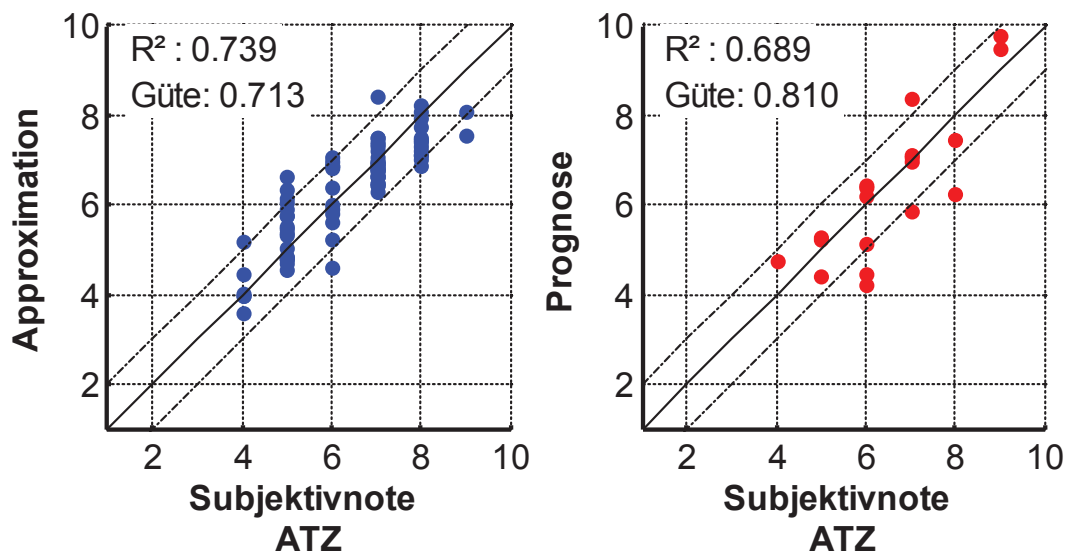 R² : 0.739
Güte: 0.713
10
8
6
4
2
Approximation
2 4 6 8 10
Subjektivnote
ATZ
R² : 0.689
Güte: 0.810
10
8
6
4
2
Prognose
2 4 6 8 10
Subjektivnote
ATZ